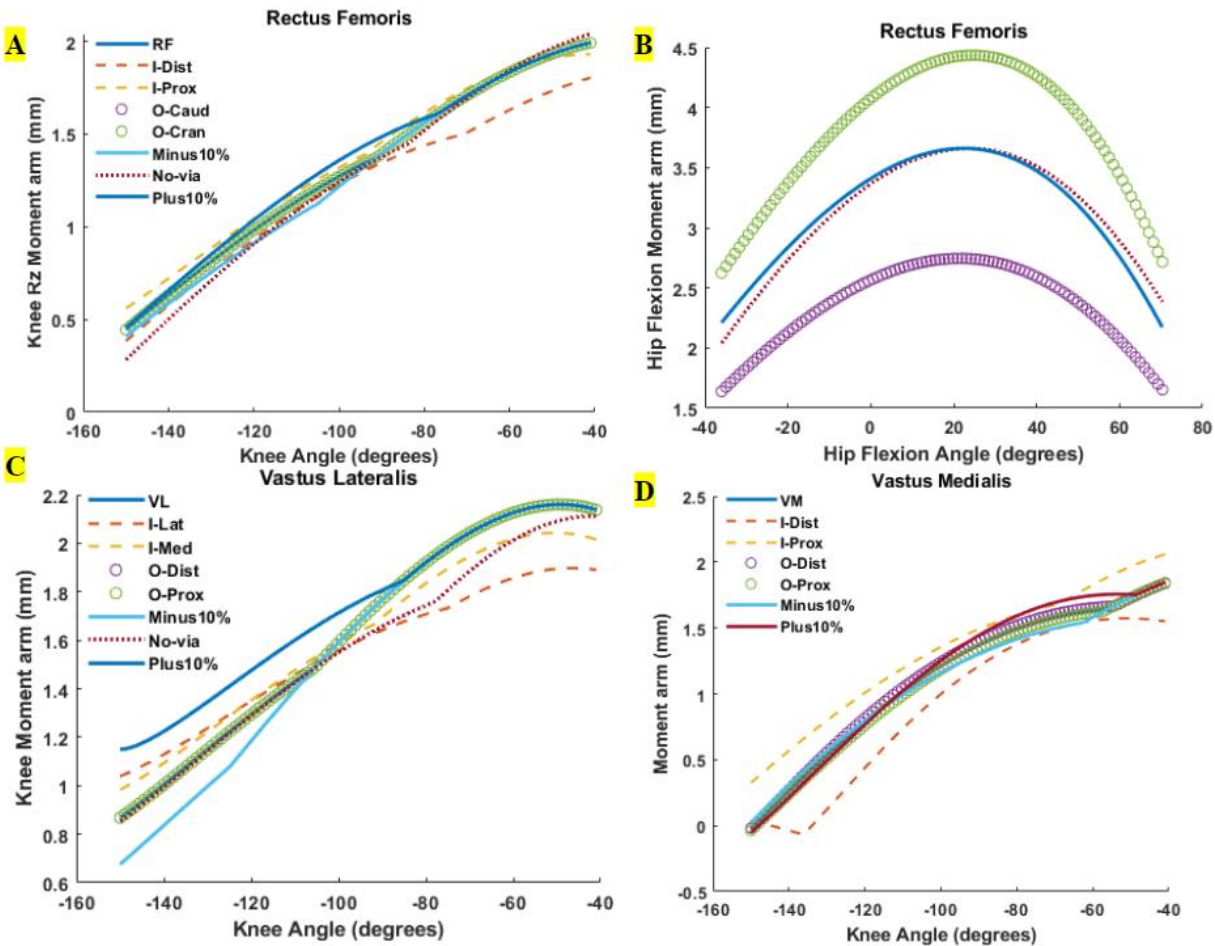 A
Rectus Femoris
Knee Rz Moment arm (mm)
2
1.5
1
0.5
0
RF
I-Dist
I-Prox
O-Caud
O-Cran
Minus10%
No-via
Plus10%
-160
-140
-120
-100
-80
-60
-40
Knee Angle (degrees)
B
Rectus Femoris
Hip Flexion Moment arm (mm)
4.5
4
3.5
3
2.5
2
1.5
-40
-20
0
20
40
60
80
Hip Flexion Angle (degrees)
C
Vastus Lateralis
Knee Moment arm (mm)
2.2
2
1.8
1.6
1.4
1.2
1
0.8
0.6
VL
I-Lat
I-Med
O-Dist
O-Prox
Minus10%
No-via
Plus10%
-160
-140
-120
-100
-80
-60
-40
Knee Angle (degrees)
D
Vastus Medialis
Moment arm (mm)
2.5
2
1.5
1
0.5
0
-0.5
VM
I-Dist
I-Prox
O-Dist
O-Prox
Minus10%
Plus10%
-160
-140
-120
-100
-80
-60
-40
Knee Angle (degrees)